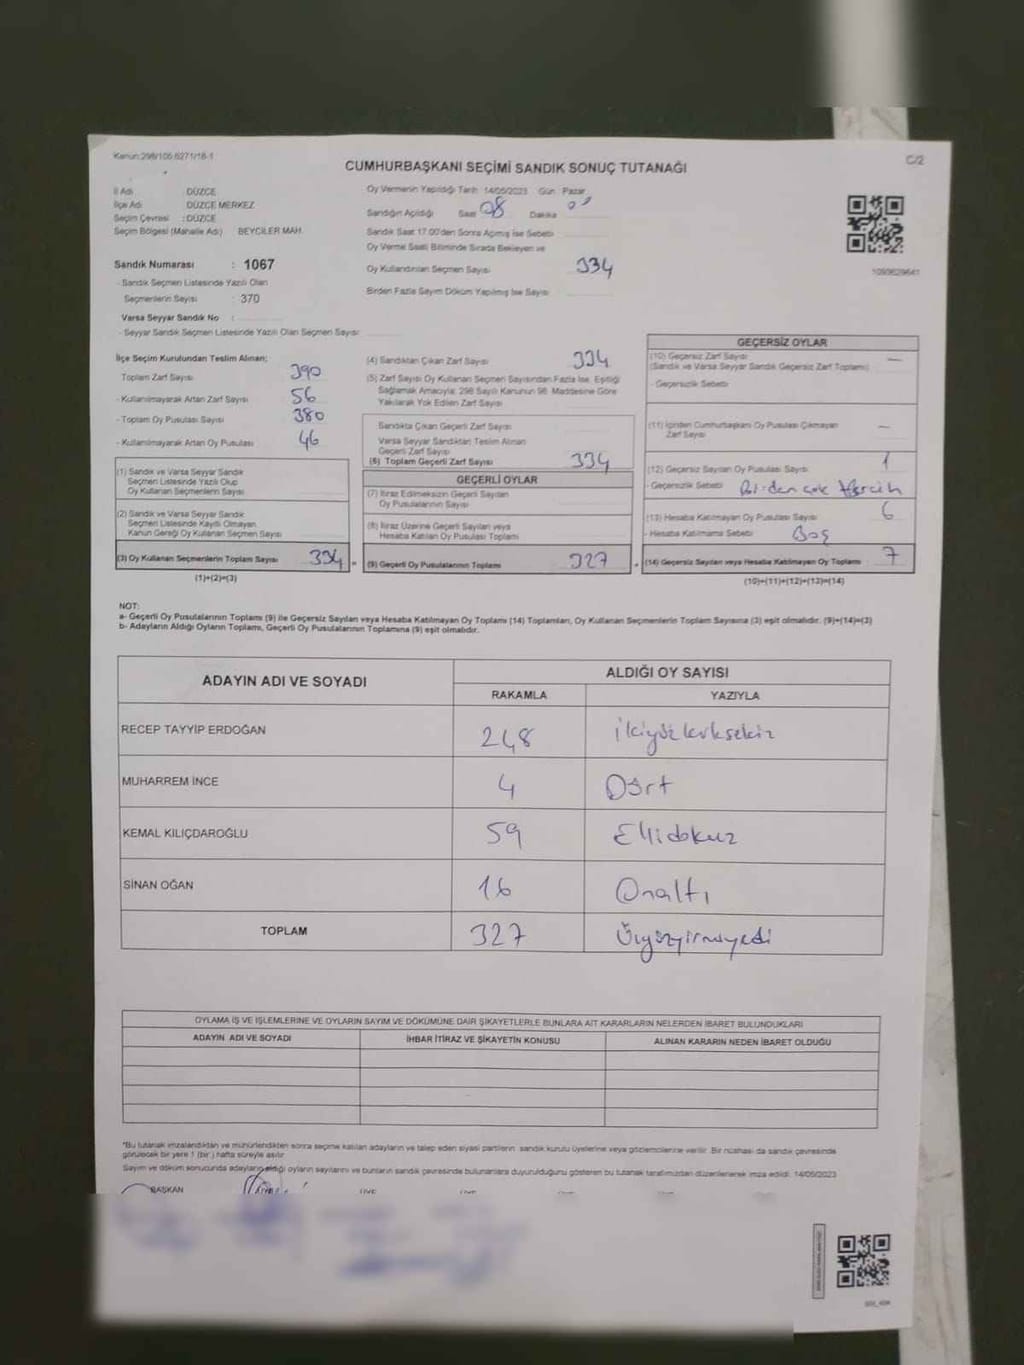 Kanun:298/105 6271/18-1
C/2
CUMHURBAŞKANI SEÇİMİ SANDIK SONUÇ TUTANAĞI
İl Adı : DÜZCE
İlçe Adı : DÜZCE MERKEZ
Seçim Çevresi : DÜZCE
Seçim Bölgesi (Mahalle Adı) BEYCİLER MAH.
Sandık Numarası : 1067
- Sandık Seçmen Listesinde Yazılı Olan
Seçmenlerin Sayısı : 370
Varsa Seyyar Sandık No :
- Seyyar Sandık Seçmen Listesinde Yazılı Olan Seçmen Sayısı
Oy Vermenin Yapıldığı Tarih 14/05/2023 Gün Pazar
Sandığın Açıldığı Saat 08 Dakika
Sandık Saat 17.00'den Sonra Açılmış İse Sebebi
Oy Verme Saati Bitiminde Sırada Bekleyen ve
Oy Kullandırılan Seçmen Sayısı 334
Birden Fazla Sayım Döküm Yapılmış İse Sayısı
1093629641
İlçe Seçim Kurulundan Teslim Alınan;
Toplam Zarf Sayısı 390
- Kullanılmayarak Artan Zarf Sayısı 56
- Toplam Oy Pusulası Sayısı 380
- Kullanılmayarak Artan Oy Pusulası 46
(1) Sandık ve Varsa Seyyar Sandık
Seçmen Listesinde Yazılı Olup
Oy Kullanan Seçmenlerin Sayısı
(2) Sandık ve Varsa Seyyar Sandık
Seçmen Listesinde Kayıtlı Olmayan
Kanun Gereği Oy Kullanan Seçmen Sayısı
(3) Oy Kullanan Seçmenlerin Toplam Sayısı 334
(1)+(2)=(3)
(4) Sandıktan Çıkan Zarf Sayısı 334
(5) Zarf Sayısı Oy Kullanan Seçmen Sayısından Fazla İse, Eşitliği
Sağlamak Amacıyla; 298 Sayılı Kanunun 98. Maddesine Göre
Yakılarak Yok Edilen Zarf Sayısı
Sandıkta Çıkan Geçerli Zarf Sayısı
Varsa Seyyar Sandıktan Teslim Alınan
Geçerli Zarf Sayısı
(6) Toplam Geçerli Zarf Sayısı 334
GEÇERLİ OYLAR
(7) İtiraz Edilmeksizin Geçerli Sayılan
Oy Pusulalarının Sayısı
(8) İtiraz Üzerine Geçerli Sayılan veya
Hesaba Katılan Oy Pusulası Toplamı
(9) Geçerli Oy Pusulalarının Toplamı 327
GEÇERSİZ OYLAR
(10) Geçersiz Zarf Sayısı —
(Sandık ve Varsa Seyyar Sandık Geçersiz Zarf Toplamı)
- Geçersizlik Sebebi
(11) İçinden Cumhurbaşkanı Oy Pusulası Çıkmayan
Zarf Sayısı —
(12) Geçersiz Sayılan Oy Pusulası Sayısı 1
- Geçersizlik Sebebi Birden çok tercih
(13) Hesaba Katılmayan Oy Pusulası Sayısı 6
- Hesaba Katılmama Sebebi Boş
(14) Geçersiz Sayılan veya Hesaba Katılmayan Oy Toplamı 7
(10)+(11)+(12)+(13)=(14)
NOT:
a- Geçerli Oy Pusulalarının Toplamı (9) ile Geçersiz Sayılan veya Hesaba Katılmayan Oy Toplamı (14) Toplamları, Oy Kullanan Seçmenlerin Toplam Sayısına (3) eşit olmalıdır. (9)+(14)=(3)
b- Adayların Aldığı Oyların Toplamı, Geçerli Oy Pusulalarının Toplamına (9) eşit olmalıdır.
ADAYIN ADI VE SOYADI
ALDIĞI OY SAYISI
RAKAMLA YAZIYLA
RECEP TAYYİP ERDOĞAN 248 ikiyüzkırksekiz
MUHARREM İNCE 4 Dört
KEMAL KILIÇDAROĞLU 59 Ellidokuz
SİNAN OĞAN 16 Onaltı
TOPLAM 327 Üçyüzyirmiyedi
OYLAMA İŞ VE İŞLEMLERİNE VE OYLARIN SAYIM VE DÖKÜMÜNE DAİR ŞİKAYETLERLE BUNLARA AİT KARARLARIN NELERDEN İBARET BULUNDUKLARI
ADAYIN ADI VE SOYADI İHBAR İTİRAZ VE ŞİKAYETİN KONUSU ALINAN KARARIN NEDEN İBARET OLDUĞU
*Bu tutanak imzalandıktan ve mühürlendikten sonra seçime katılan adayların ve talep eden siyasi partilerin sandık kurulu üyelerine veya gözlemcilerine verilir. Bir nüshası da sandık çevresinde
görülecek bir yere 1 (bir) hafta süreyle asılır.
Sayım ve döküm sonucunda adayların aldığı oyların sayılarını ve bunların sandık çevresinde bulunanlara duyurulduğunu gösteren bu tutanak tarafımızdan düzenlenerek imza edildi. 14/05/2023
BAŞKAN